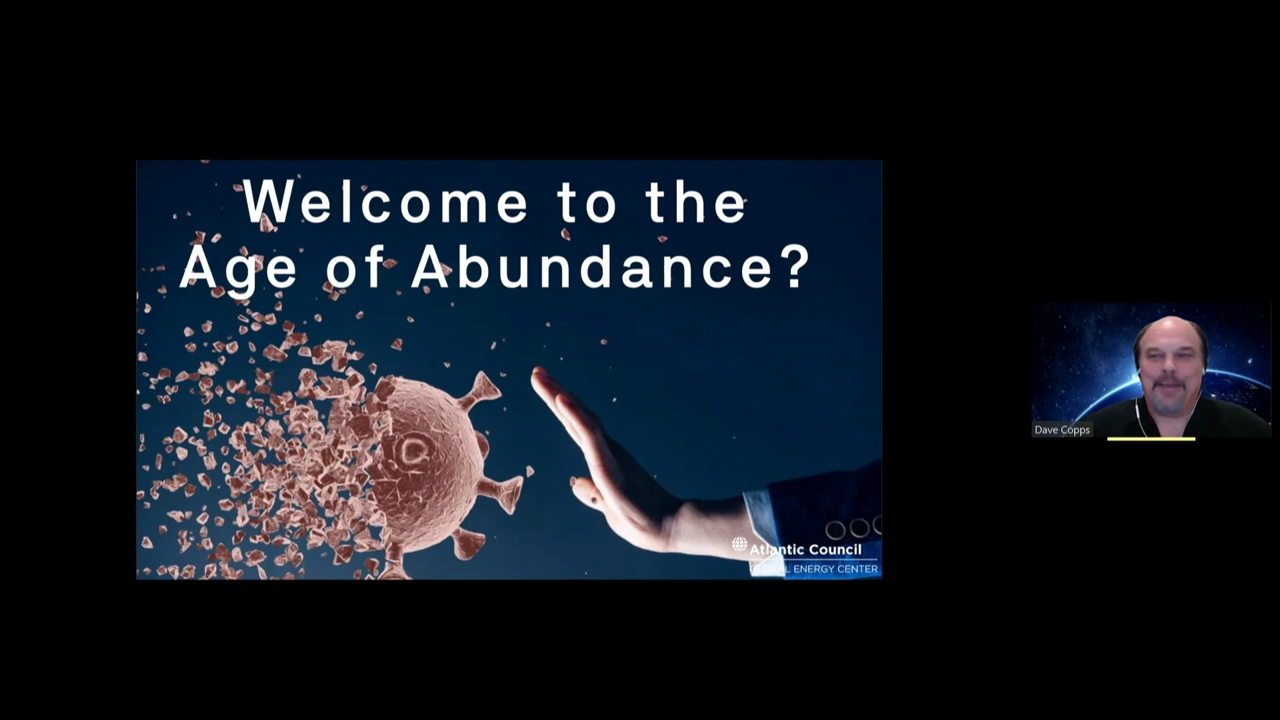 Welcome to the
Age of Abundance?
Atlantic Council
ENERGY CENTER
Dave Copps